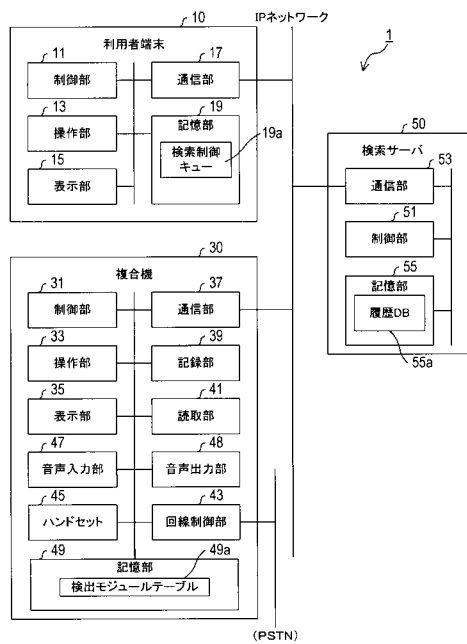 IPネットワーク
1
10
利用者端末
11
制御部
17
通信部
13
操作部
19
記憶部
検索制御
キュー
19a
15
表示部
50
検索サーバ
53
通信部
51
制御部
55
記憶部
履歴DB
55a
30
複合機
31
制御部
37
通信部
33
操作部
39
記録部
35
表示部
41
読取部
47
音声入力部
48
音声出力部
45
ハンドセット
43
回線制御部
49
記憶部
49a
検出モジュールテーブル
(PSTN)